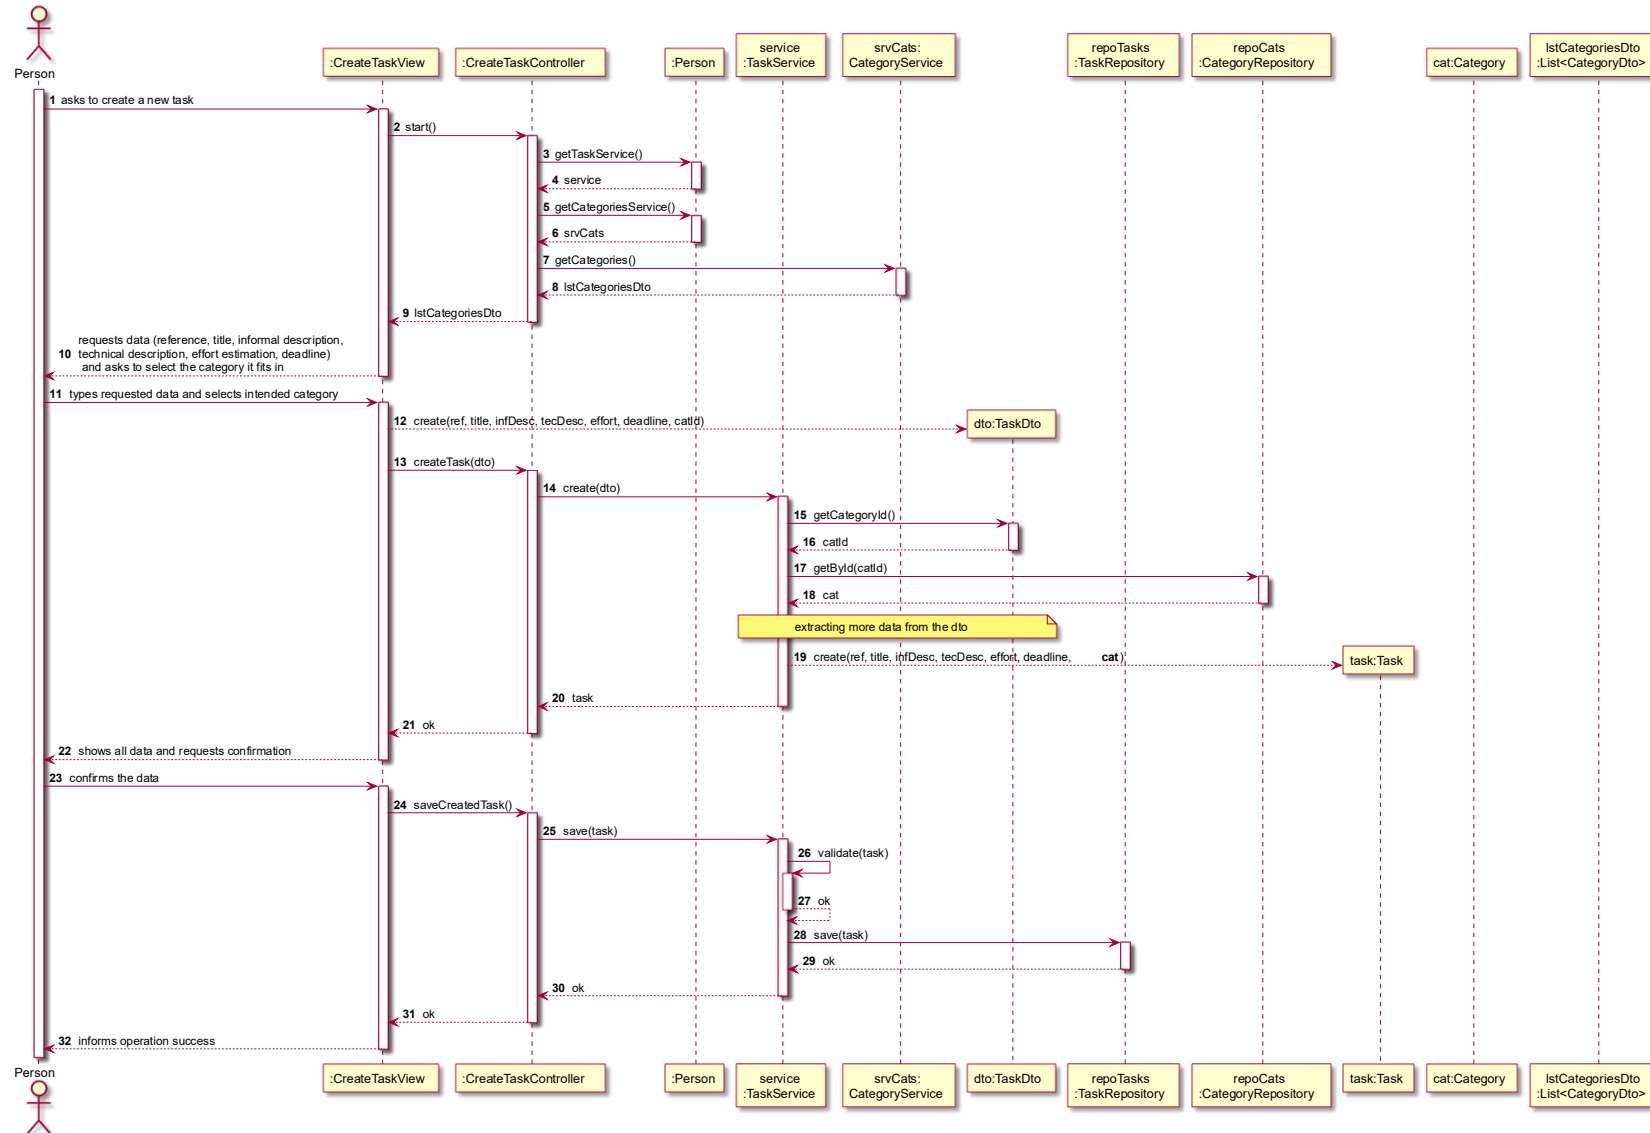 Person
:CreateTaskView
:CreateTaskController
:Person
service
:TaskService
srvCats:
CategoryService
repoTasks
:TaskRepository
repoCats
:CategoryRepository
cat:Category
lstCategoriesDto
:List<CategoryDto>
1 asks to create a new task
2 start()
3 getTaskService()
4 service
5 getCategoriesService()
6 srvCats
7 getCategories()
8 lstCategoriesDto
9 lstCategoriesDto
requests data (reference, title, informal description,
10 technical description, effort estimation, deadline)
and asks to select the category it fits in
11 types requested data and selects intended category
12 create(ref, title, infDesc, tecDesc, effort, deadline, catId)
dto:TaskDto
13 createTask(dto)
14 create(dto)
15 getCategoryId()
16 catId
17 getById(catId)
18 cat
extracting more data from the dto
19 create(ref, title, infDesc, tecDesc, effort, deadline, cat)
task:Task
20 task
21 ok
22 shows all data and requests confirmation
23 confirms the data
24 saveCreatedTask()
25 save(task)
26 validate(task)
27 ok
28 save(task)
29 ok
30 ok
31 ok
32 informs operation success
Person
:CreateTaskView
:CreateTaskController
:Person
service
:TaskService
srvCats:
CategoryService
dto:TaskDto
repoTasks
:TaskRepository
repoCats
:CategoryRepository
task:Task
cat:Category
lstCategoriesDto
:List<CategoryDto>